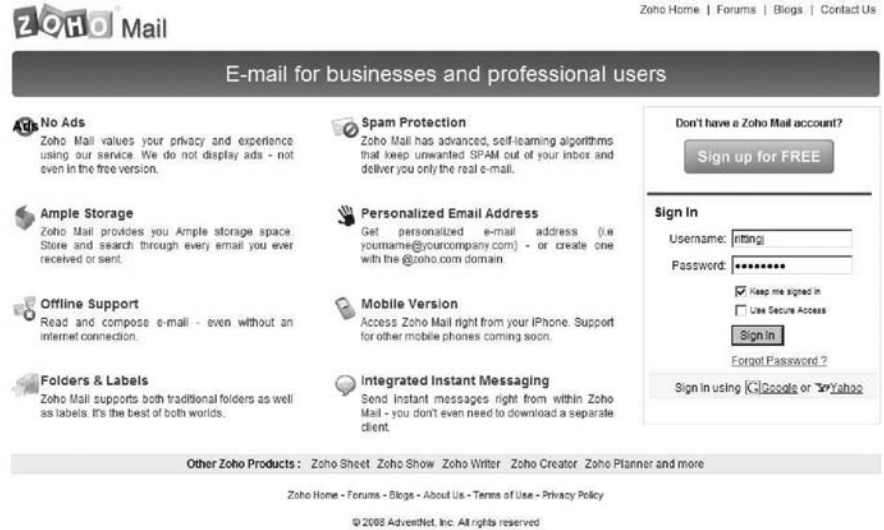 ZOHO Mail
Zoho Home | Forums | Blogs | Contact Us
E-mail for businesses and professional users
Ads No Ads
Zoho Mail values your privacy and experience
using our service. We do not display ads - not
even in the free version.
Ample Storage
Zoho Mail provides you Ample storage space.
Store and search through every email you ever
received or sent.
Offline Support
Read and compose e-mail - even without an
internet connection.
Folders & Labels
Zoho Mail supports both traditional folders as well
as labels. It's the best of both worlds.
Spam Protection
Zoho Mail has advanced, self-learning algorithms
that keep unwanted SPAM out of your inbox and
deliver you only the real e-mail.
Personalized Email Address
Get personalized e-mail address (i.e
yourname@yourcompany.com) - or create one
with the @zoho.com domain.
Mobile Version
Access Zoho Mail right from your iPhone. Support
for other mobile phones coming soon.
Integrated Instant Messaging
Send instant messages right from within Zoho
Mail - you don't even need to download a separate
client.
Don't have a Zoho Mail account?
Sign up for FREE
Sign In
Username: rittingj
Password: ••••••••
Keep me signed in
Use Secure Access
Sign In
Forgot Password ?
Sign In using G Google or Y Yahoo
Other Zoho Products : Zoho Sheet Zoho Show Zoho Writer Zoho Creator Zoho Planner and more
Zoho Home - Forums - Blogs - About Us - Terms of Use - Privacy Policy
© 2008 AdventNet, Inc. All rights reserved